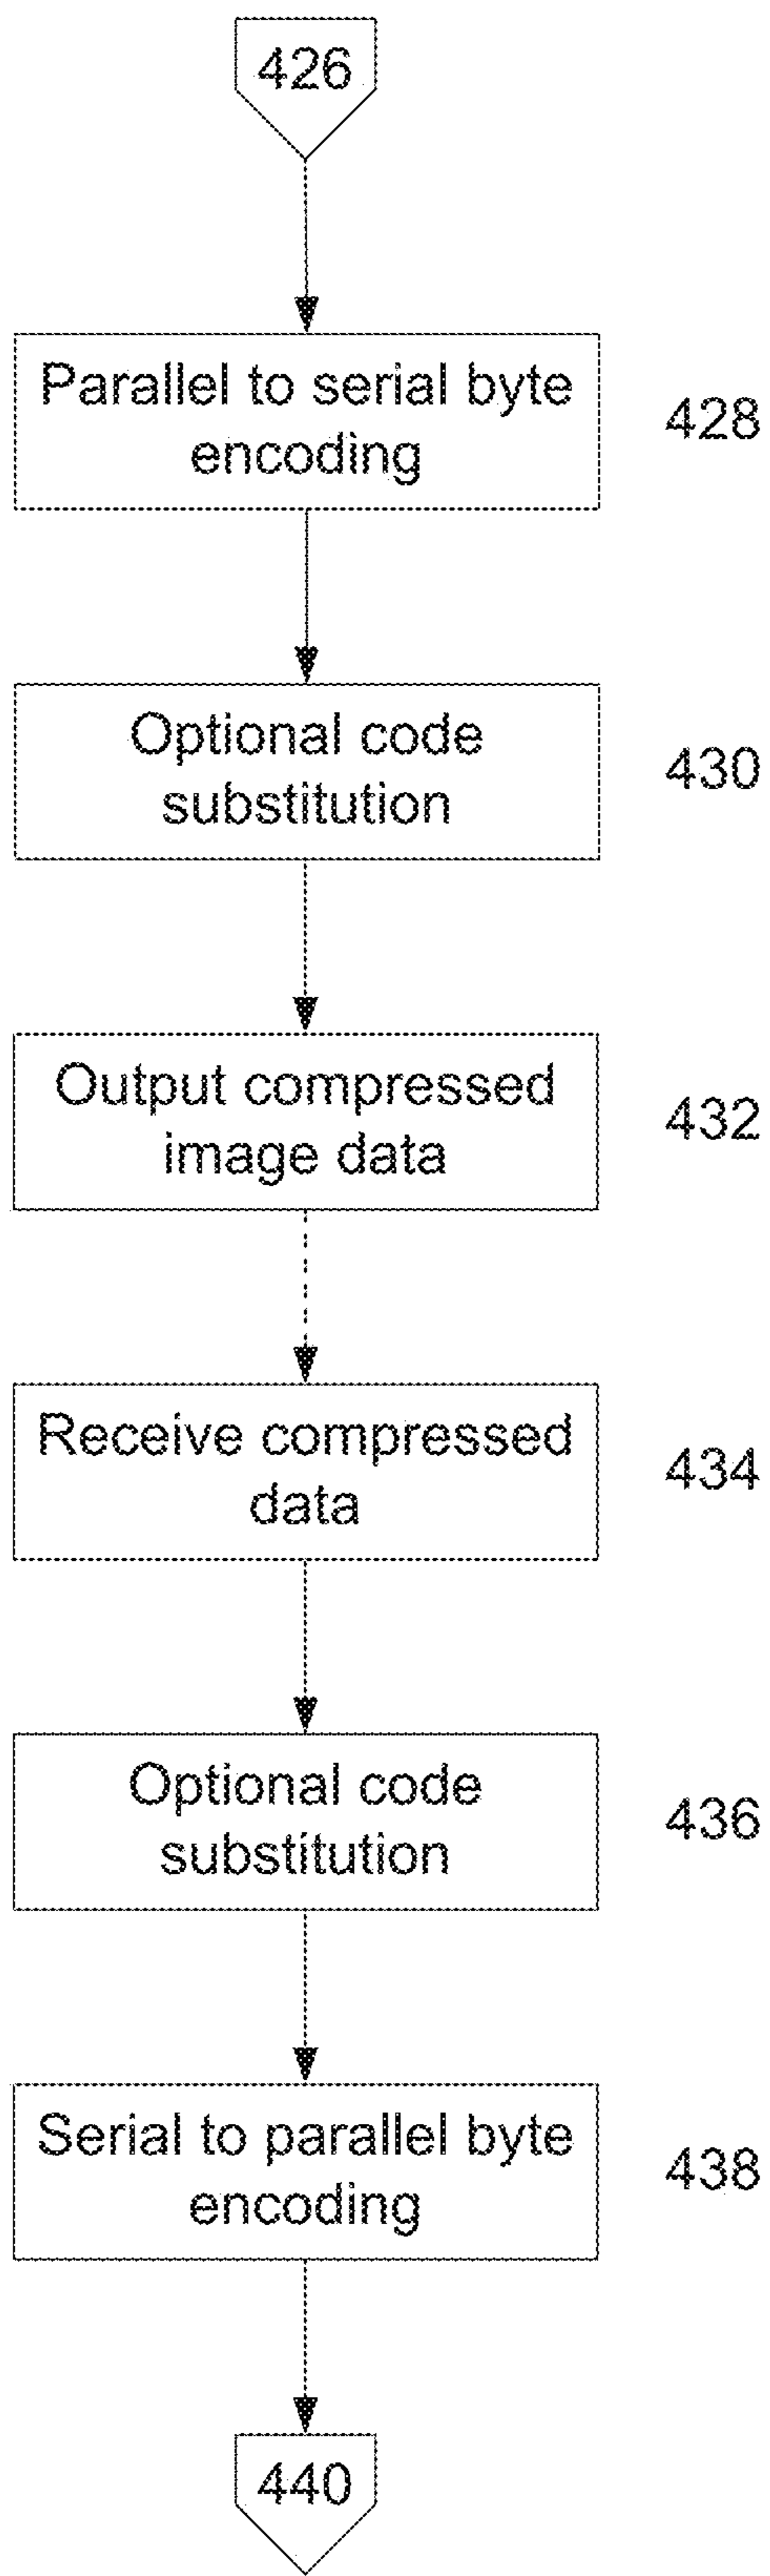 426
Parallel to serial byte
encoding
428
Optional code
substitution
430
Output compressed
image data
432
Receive compressed
data
434
Optional code
substitution
436
Serial to parallel byte
encoding
438
440